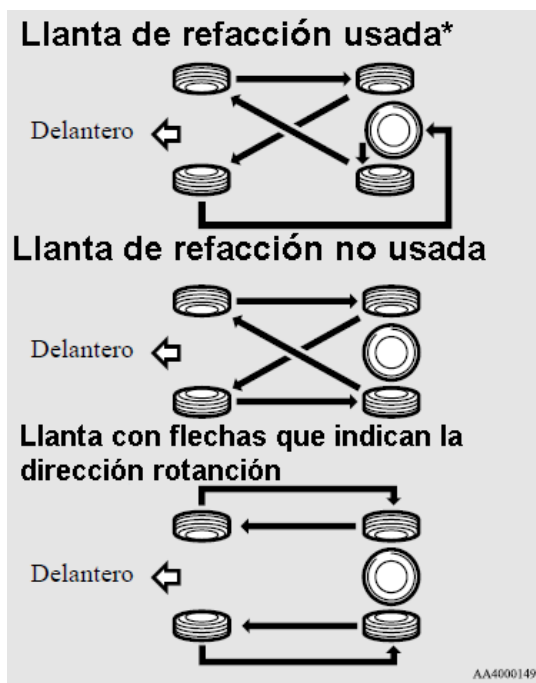 Llanta de refacción usada*
Delantero
Llanta de refacción no usada
Delantero
Llanta con flechas que indican la
dirección rotanción
Delantero
AA4000149